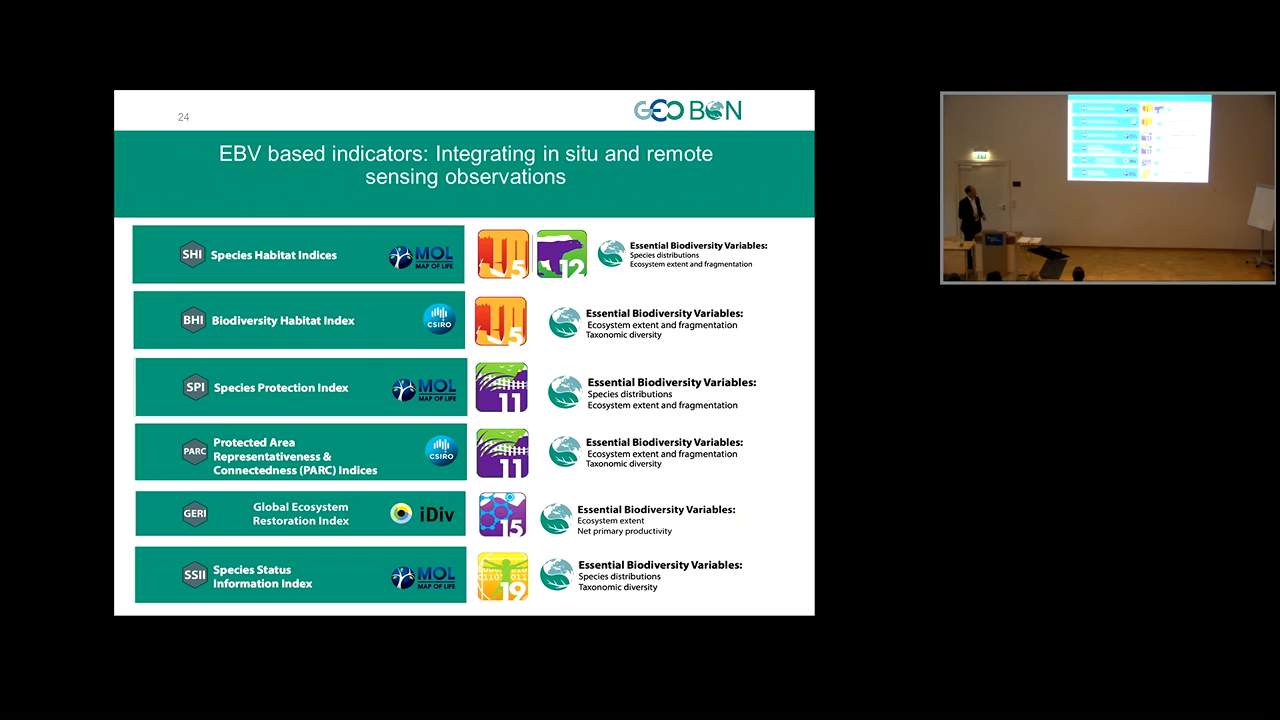 24
GEO BON
EBV based indicators: Integrating in situ and remote
sensing observations
SHI Species Habitat Indices
MOL
MAP OF LIFE
5
12
Essential Biodiversity Variables:
Species distributions
Ecosystem extent and fragmentation
BHI Biodiversity Habitat Index
CSIRO
5
Essential Biodiversity Variables:
Ecosystem extent and fragmentation
Taxonomic diversity
SPI Species Protection Index
MOL
MAP OF LIFE
11
Essential Biodiversity Variables:
Species distributions
Ecosystem extent and fragmentation
PARC
Protected Area
Representativeness &
Connectedness (PARC) Indices
CSIRO
11
Essential Biodiversity Variables:
Ecosystem extent and fragmentation
Taxonomic diversity
GERI
Global Ecosystem
Restoration Index
iDiv
15
Essential Biodiversity Variables:
Ecosystem extent
Net primary productivity
SSII
Species Status
Information Index
MOL
MAP OF LIFE
19
Essential Biodiversity Variables:
Species distributions
Taxonomic diversity